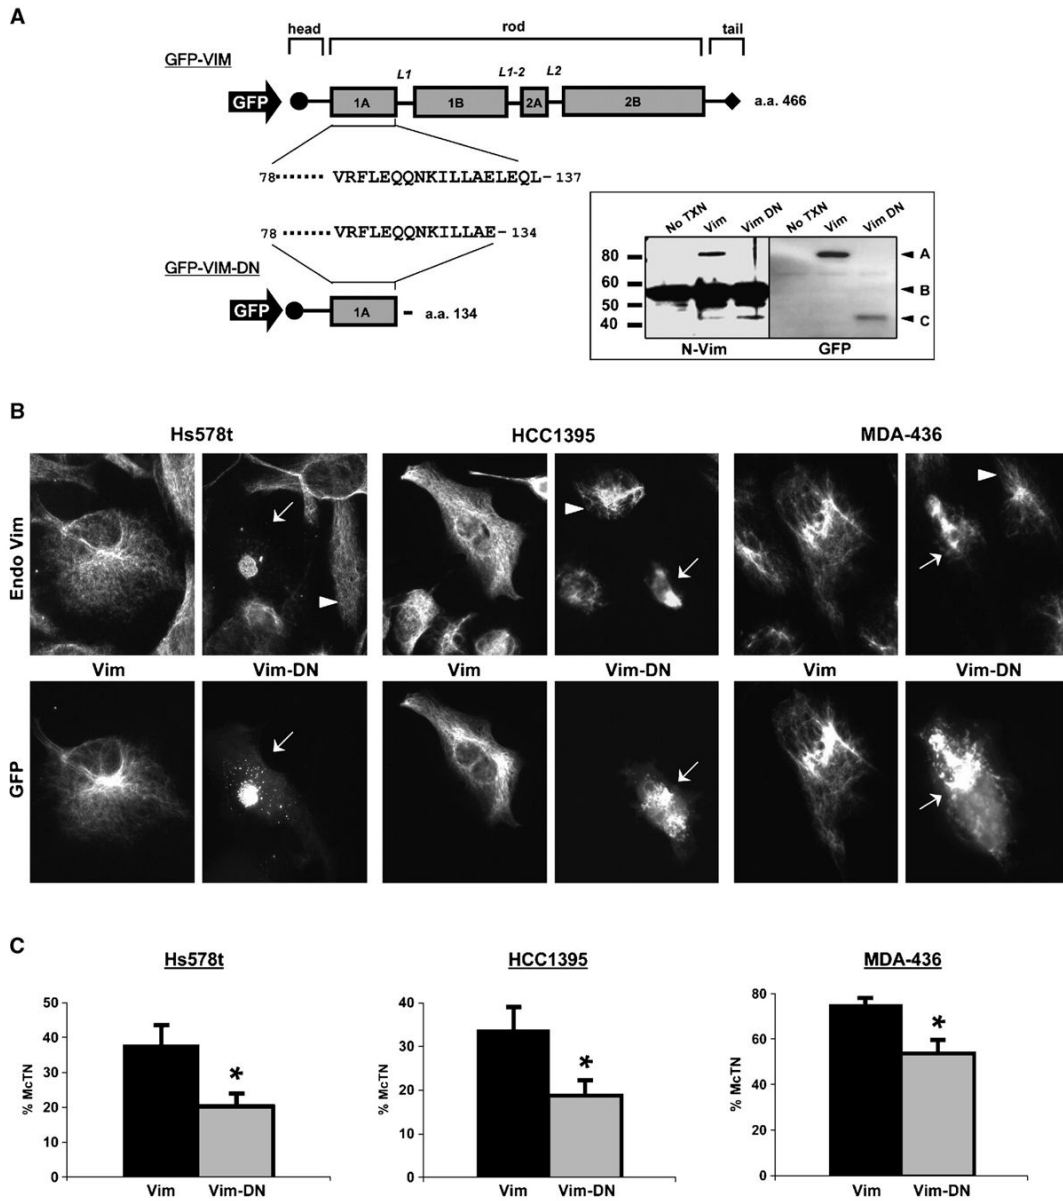 A
head rod tail
GFP-VIM
L1 L1-2 L2
GFP 1A 1B 2A 2B a.a. 466
78 VRFLEQQNKILLAELEQL- 137
78 VRFLEQQNKILLAE- 134
GFP-VIM-DN
GFP 1A a.a. 134
No TXN Vim Vim DN No TXN Vim Vim DN
80 A
60 B
50
40 C
N-Vim GFP
B
Hs578t HCC1395 MDA-436
Endo Vim
Vim Vim-DN Vim Vim-DN Vim Vim-DN
GFP
C
Hs578t
% McTN
50
40
30
20
10
0
*
Vim Vim-DN
HCC1395
% McTN
40
30
20
10
0
*
Vim Vim-DN
MDA-436
% McTN
80
60
40
20
0
*
Vim Vim-DN